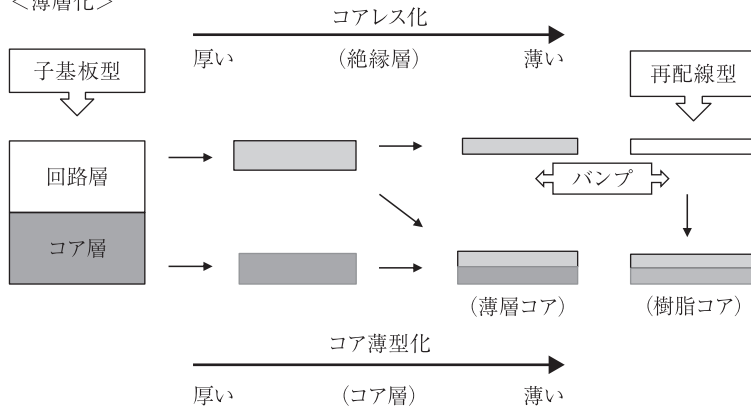 ＜薄層化＞
コアレス化
厚い
(絶縁層)
薄い
子基板型
再配線型
回路層
バンプ
コア層
(薄層コア)
(樹脂コア)
コア薄型化
厚い
(コア層)
薄い